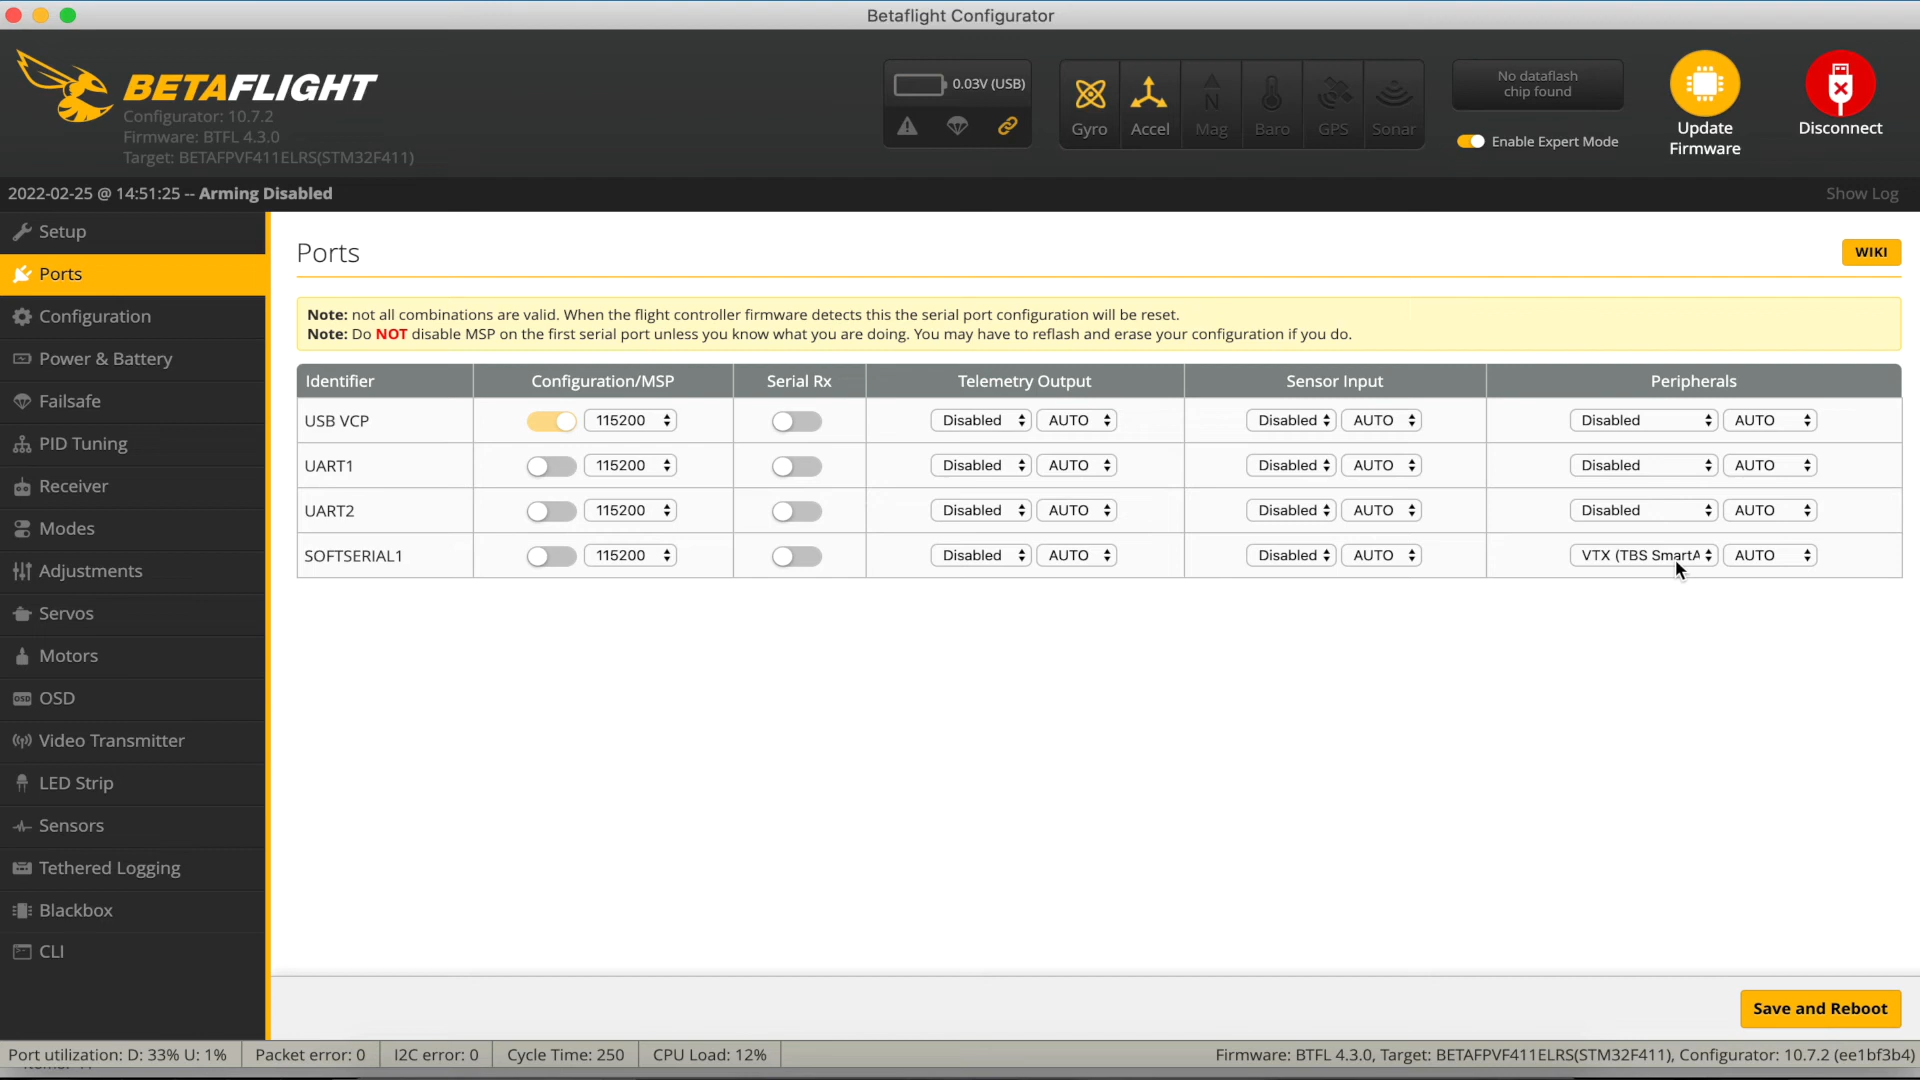 Betaflight Configurator
BETAFLIGHT
Configurator: 10.7.2
Firmware: BTFL 4.3.0
Target: BETAFPVF411ELRS(STM32F411)
0.03V (USB)
Gyro
Accel
N
Mag
Baro
GPS
Sonar
No dataflash
chip found
Enable Expert Mode
Update
Firmware
Disconnect
2022-02-25 @ 14:51:25 -- Arming Disabled
Show Log
Setup
Ports
Configuration
Power & Battery
Failsafe
PID Tuning
Receiver
Modes
Adjustments
Servos
Motors
OSD OSD
Video Transmitter
LED Strip
Sensors
Tethered Logging
Blackbox
CLI
Ports
WIKI
Note: not all combinations are valid. When the flight controller firmware detects this the serial port configuration will be reset.
Note: Do NOT disable MSP on the first serial port unless you know what you are doing. You may have to reflash and erase your configuration if you do.
Identifier Configuration/MSP Serial Rx Telemetry Output Sensor Input Peripherals
USB VCP 115200 Disabled AUTO Disabled AUTO Disabled AUTO
UART1 115200 Disabled AUTO Disabled AUTO Disabled AUTO
UART2 115200 Disabled AUTO Disabled AUTO Disabled AUTO
SOFTSERIAL1 115200 Disabled AUTO Disabled AUTO VTX (TBS SmartA AUTO
Save and Reboot
Port utilization: D: 33% U: 1% Packet error: 0 I2C error: 0 Cycle Time: 250 CPU Load: 12% Firmware: BTFL 4.3.0, Target: BETAFPVF411ELRS(STM32F411), Configurator: 10.7.2 (ee1bf3b4)